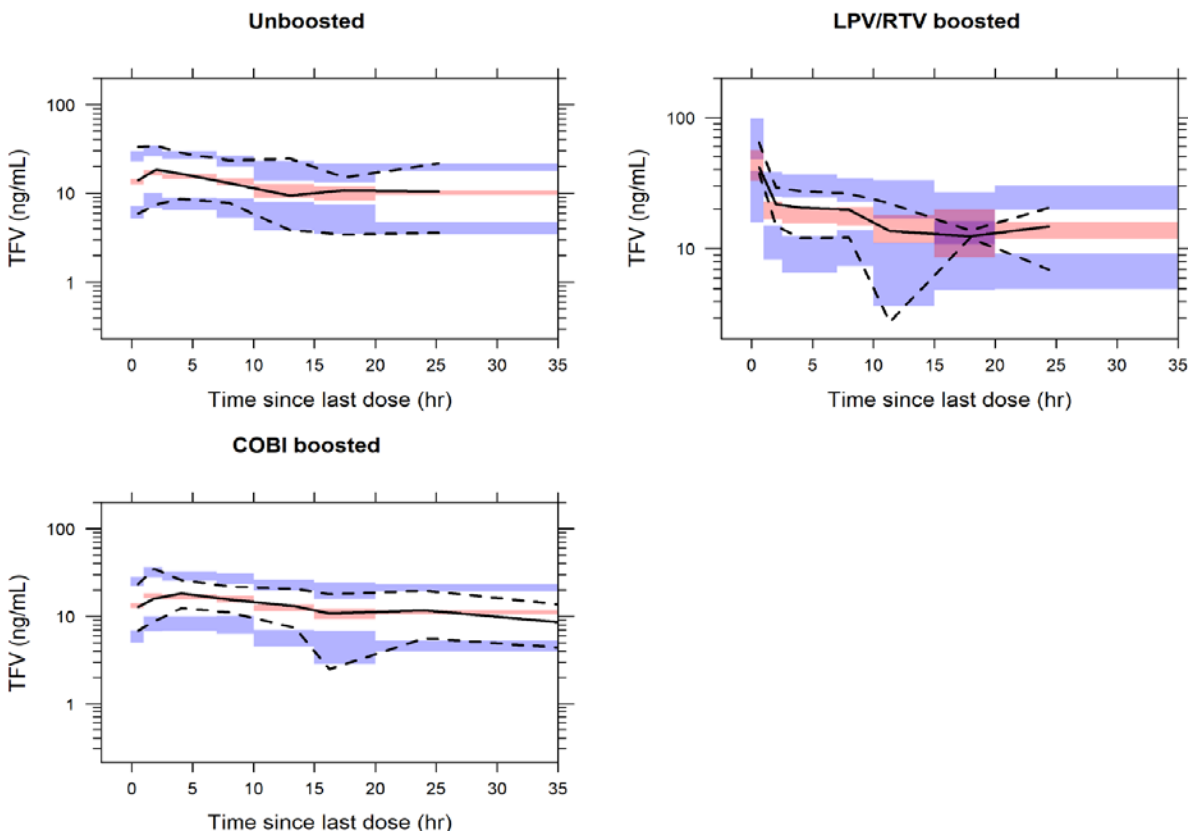 Unboosted
100
10
1
TFV (ng/mL)
0 5 10 15 20 25 30 35
Time since last dose (hr)
LPV/RTV boosted
100
10
TFV (ng/mL)
0 5 10 15 20 25 30 35
Time since last dose (hr)
COBI boosted
100
10
1
TFV (ng/mL)
0 5 10 15 20 25 30 35
Time since last dose (hr)